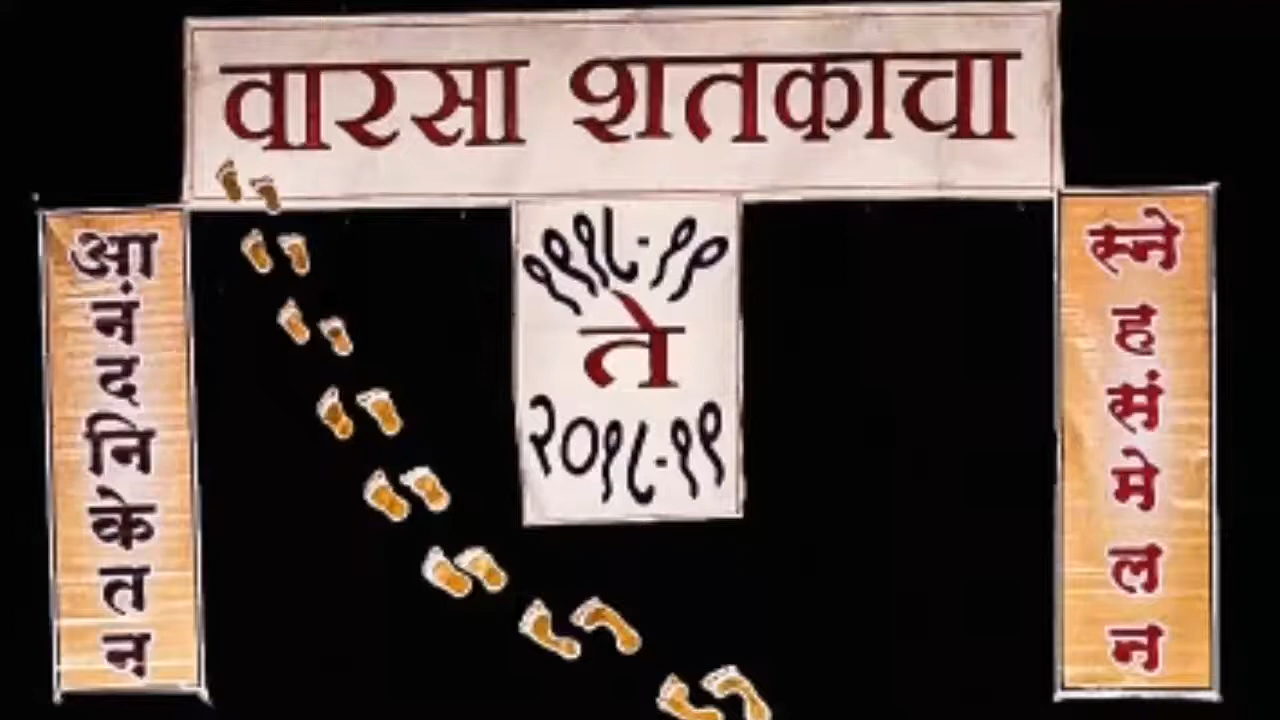 वारसा शतकाचा
१९१८-१९
ते
२०१८-१९
आनंदनिकेतन
स्नेहसंमेलन